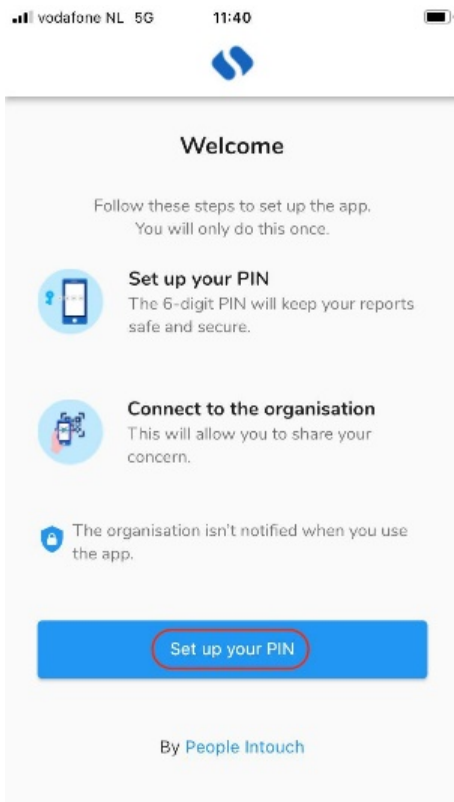 vodafone NL 5G 11:40
Welcome
Follow these steps to set up the app.
You will only do this once.
Set up your PIN
The 6-digit PIN will keep your reports
safe and secure.
Connect to the organisation
This will allow you to share your
concern.
The organisation isn't notified when you use
the app.
Set up your PIN
By People Intouch